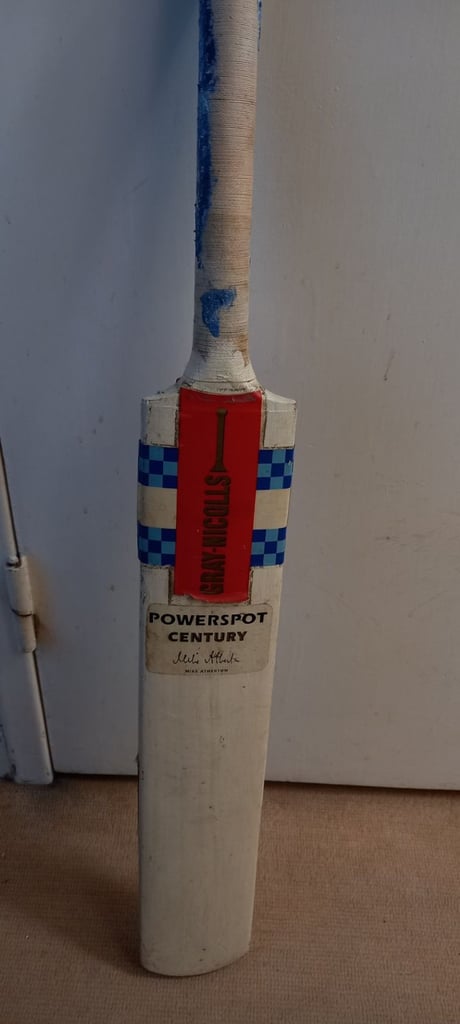 GRAY-NICOLLS
POWERSPOT
CENTURY
MIKE ATHERTON